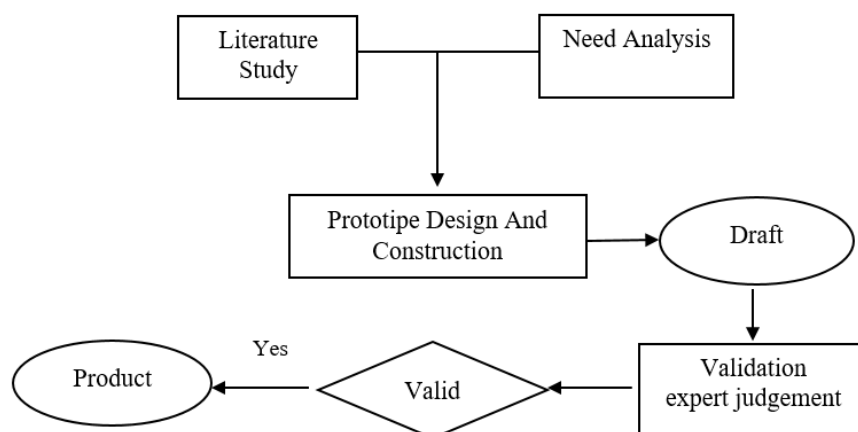 Literature
Study
Need Analysis
Prototipe Design And
Construction
Draft
Yes
Product
Valid
Validation
expert judgement